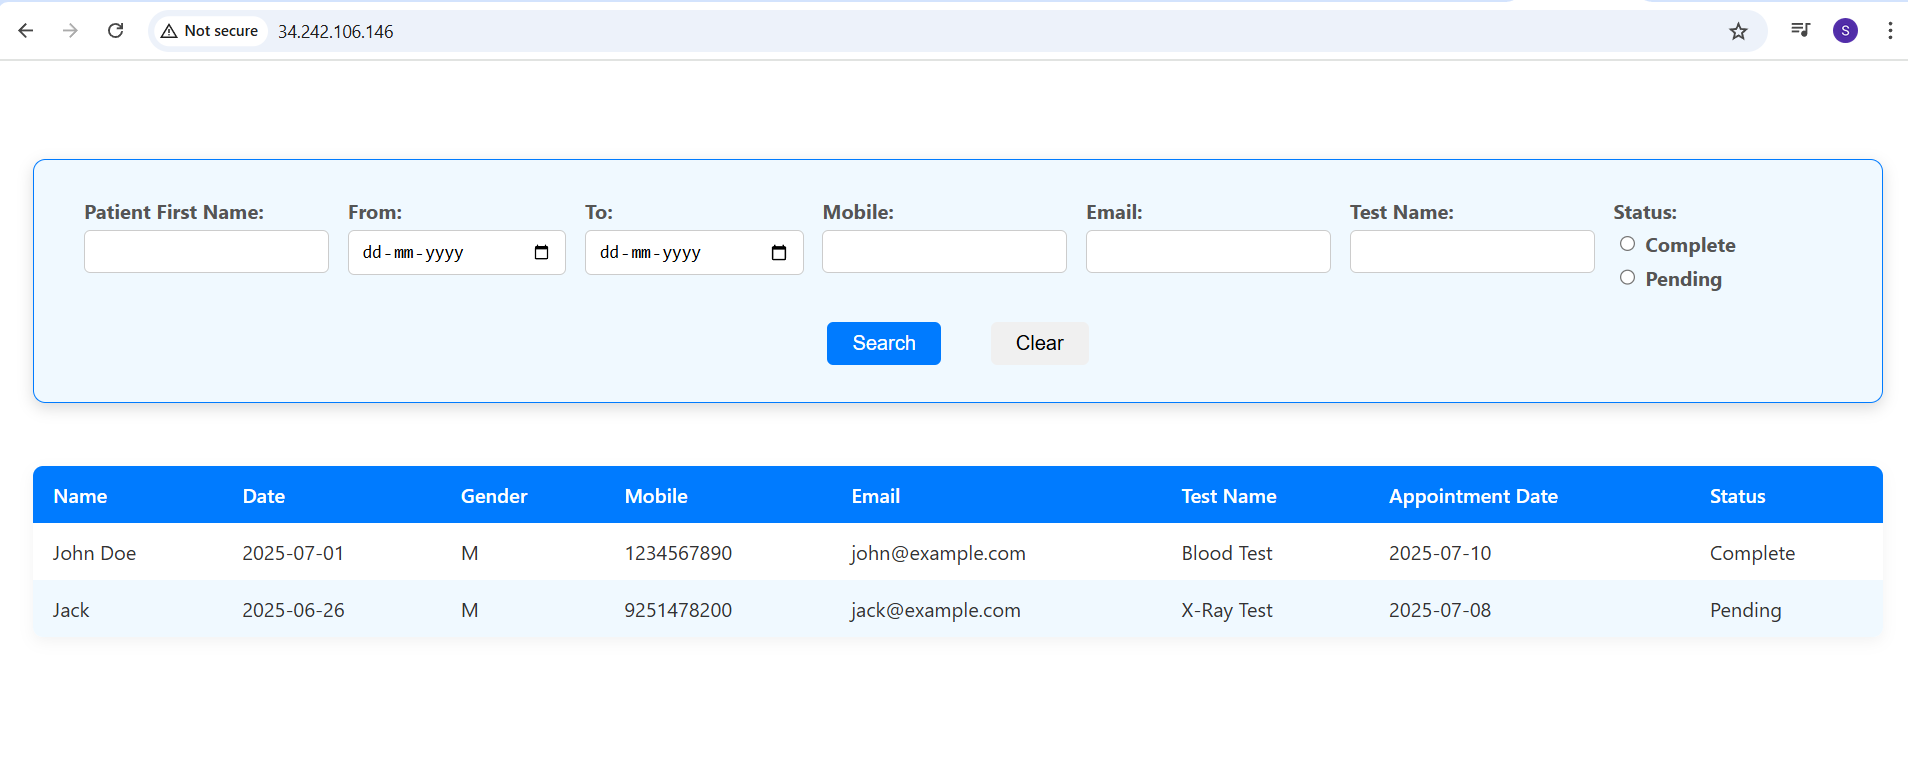 Not secure 34.242.106.146 S
Patient First Name: From: To: Mobile: Email: Test Name: Status:
dd-mm-yyyy dd-mm-yyyy Complete
Pending
Search Clear
Name Date Gender Mobile Email Test Name Appointment Date Status
John Doe 2025-07-01 M 1234567890 john@example.com Blood Test 2025-07-10 Complete
Jack 2025-06-26 M 9251478200 jack@example.com X-Ray Test 2025-07-08 Pending